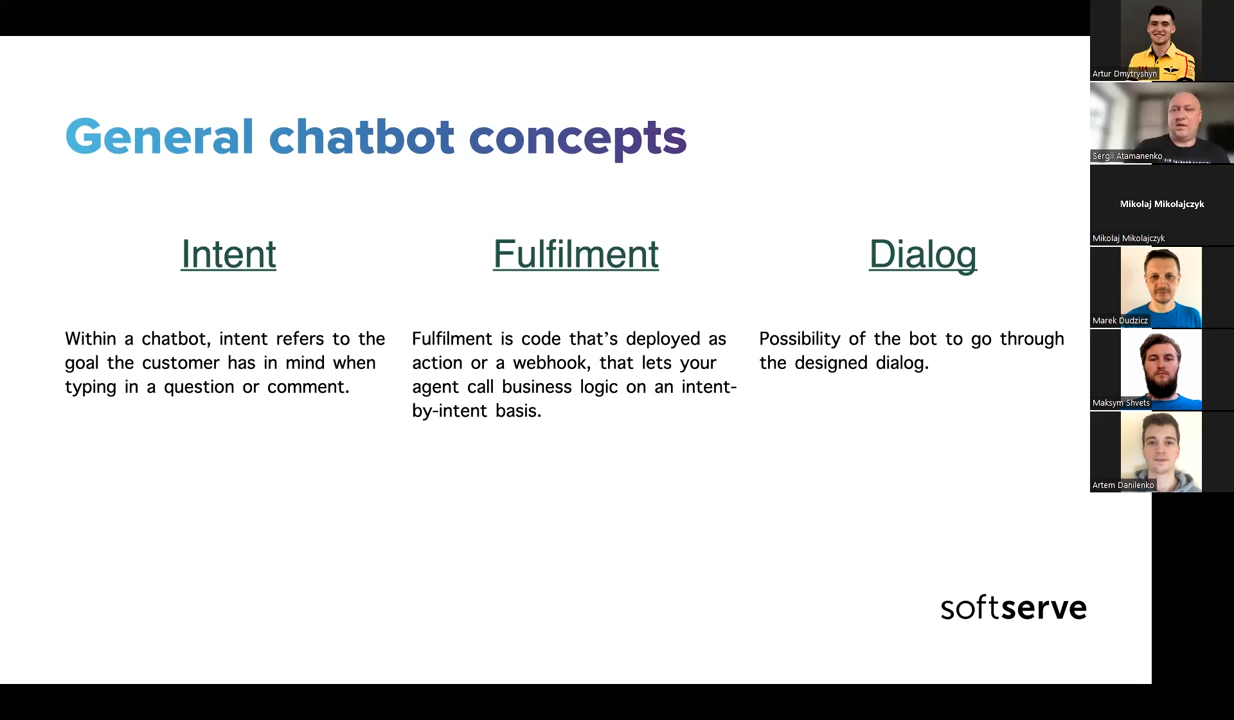 General chatbot concepts
Intent
Within a chatbot, intent refers to the
goal the customer has in mind when
typing in a question or comment.
Fulfilment
Fulfilment is code that’s deployed as
action or a webhook, that lets your
agent call business logic on an intent-
by-intent basis.
Dialog
Possibility of the bot to go through
the designed dialog.
softserve
Artur Dmytryshyn
Sergii Atamanenko
Mikołaj Mikołajczyk
Mikołaj Mikołajczyk
Marek Dudzicz
Maksym Shvets
Artem Danilenko